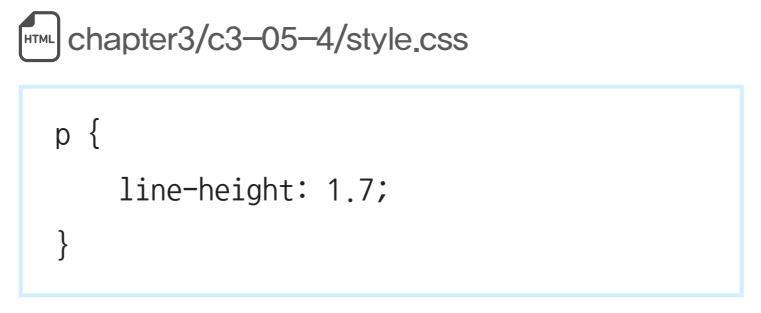 HTML
chapter3/c3-05-4/style.css
p {
    line-height: 1.7;
}